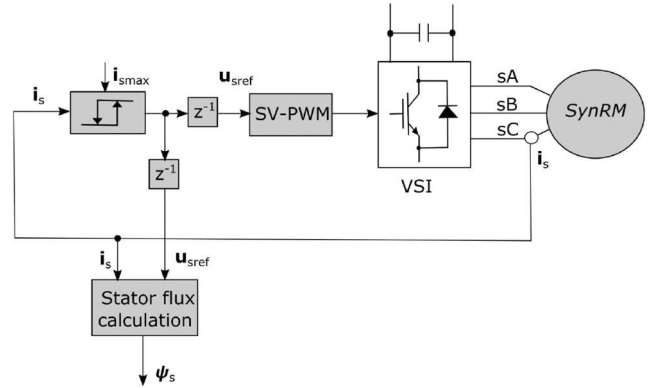 i_smax
i_s
u_sref
z⁻¹
SV-PWM
sA
sB
sC
SynRM
i_s
VSI
z⁻¹
i_s
u_sref
Stator flux
calculation
ψ_s